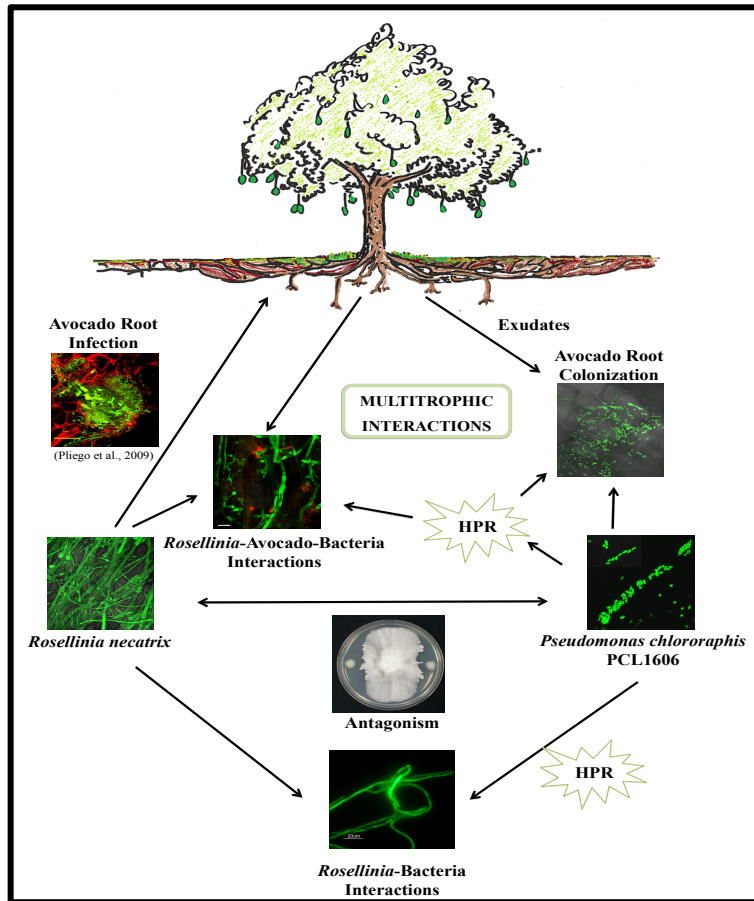 Exudates
Avocado Root
Infection
(Pliego et al., 2009)
Avocado Root
Colonization
MULTITROPHIC
INTERACTIONS
HPR
Rosellinia-Avocado-Bacteria
Interactions
Rosellinia necatrix
Pseudomonas chlororaphis
PCL1606
Antagonism
HPR
20um
Rosellinia-Bacteria
Interactions